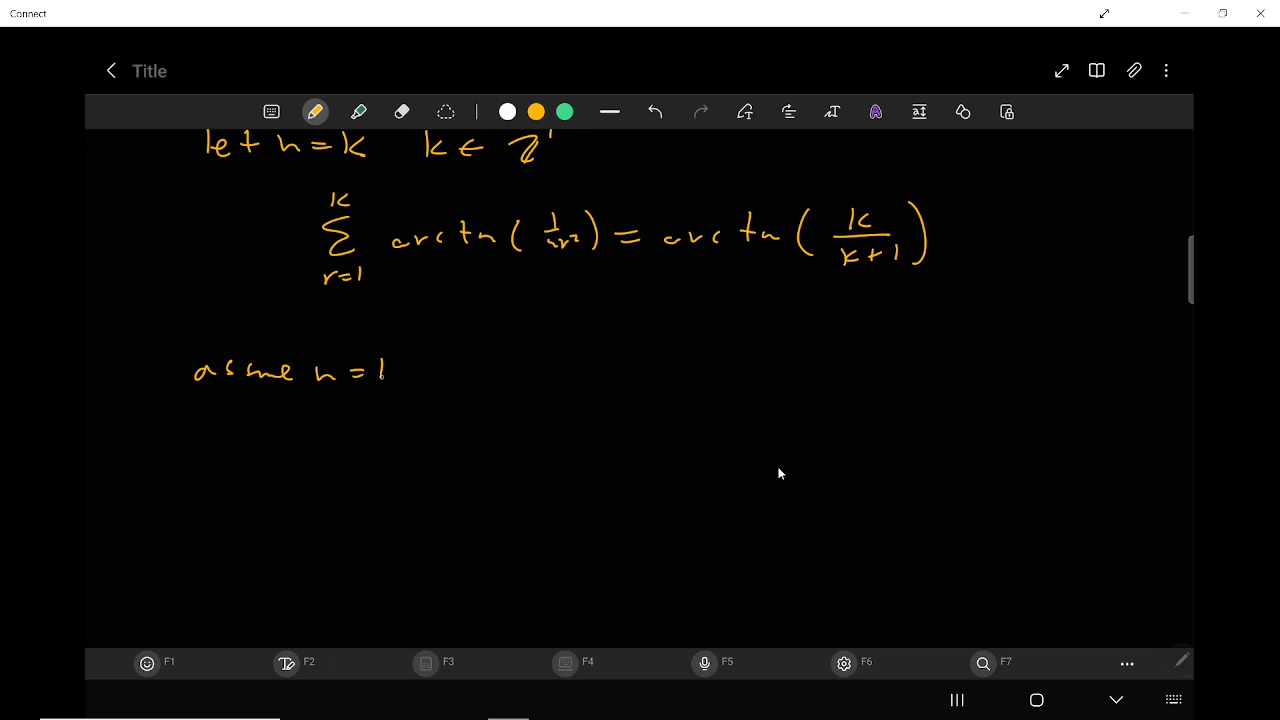 Connect
Title
let n = k k ∈ ℤ⁺
k
∑ arctan ( 1/2r² ) = arctan ( k/k+1 )
r=1
assume n = 1
F1 F2 F3 F4 F5 F6 F7